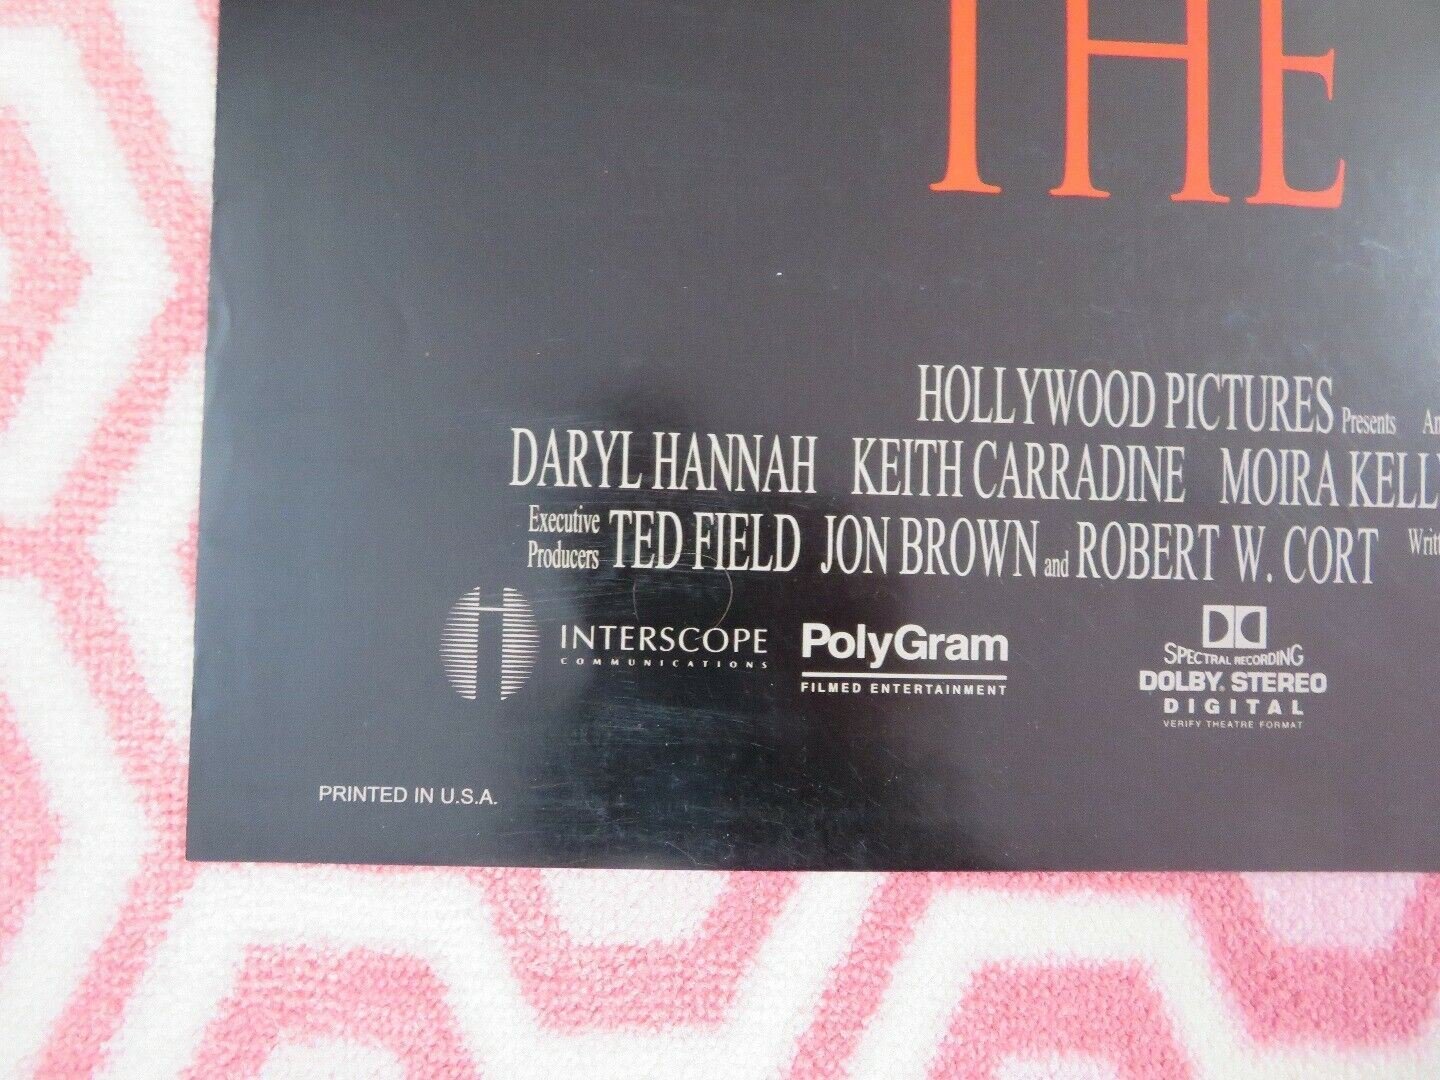 THE
HOLLYWOOD PICTURES Presents
DARYL HANNAH KEITH CARRADINE MOIRA KELLY
Executive Producers TED FIELD JON BROWN and ROBERT W. CORT
INTERSCOPE
COMMUNICATIONS
PolyGram
FILMED ENTERTAINMENT
SPECTRAL RECORDING
DOLBY STEREO
DIGITAL
VERIFY THEATRE FORMAT
PRINTED IN U.S.A.